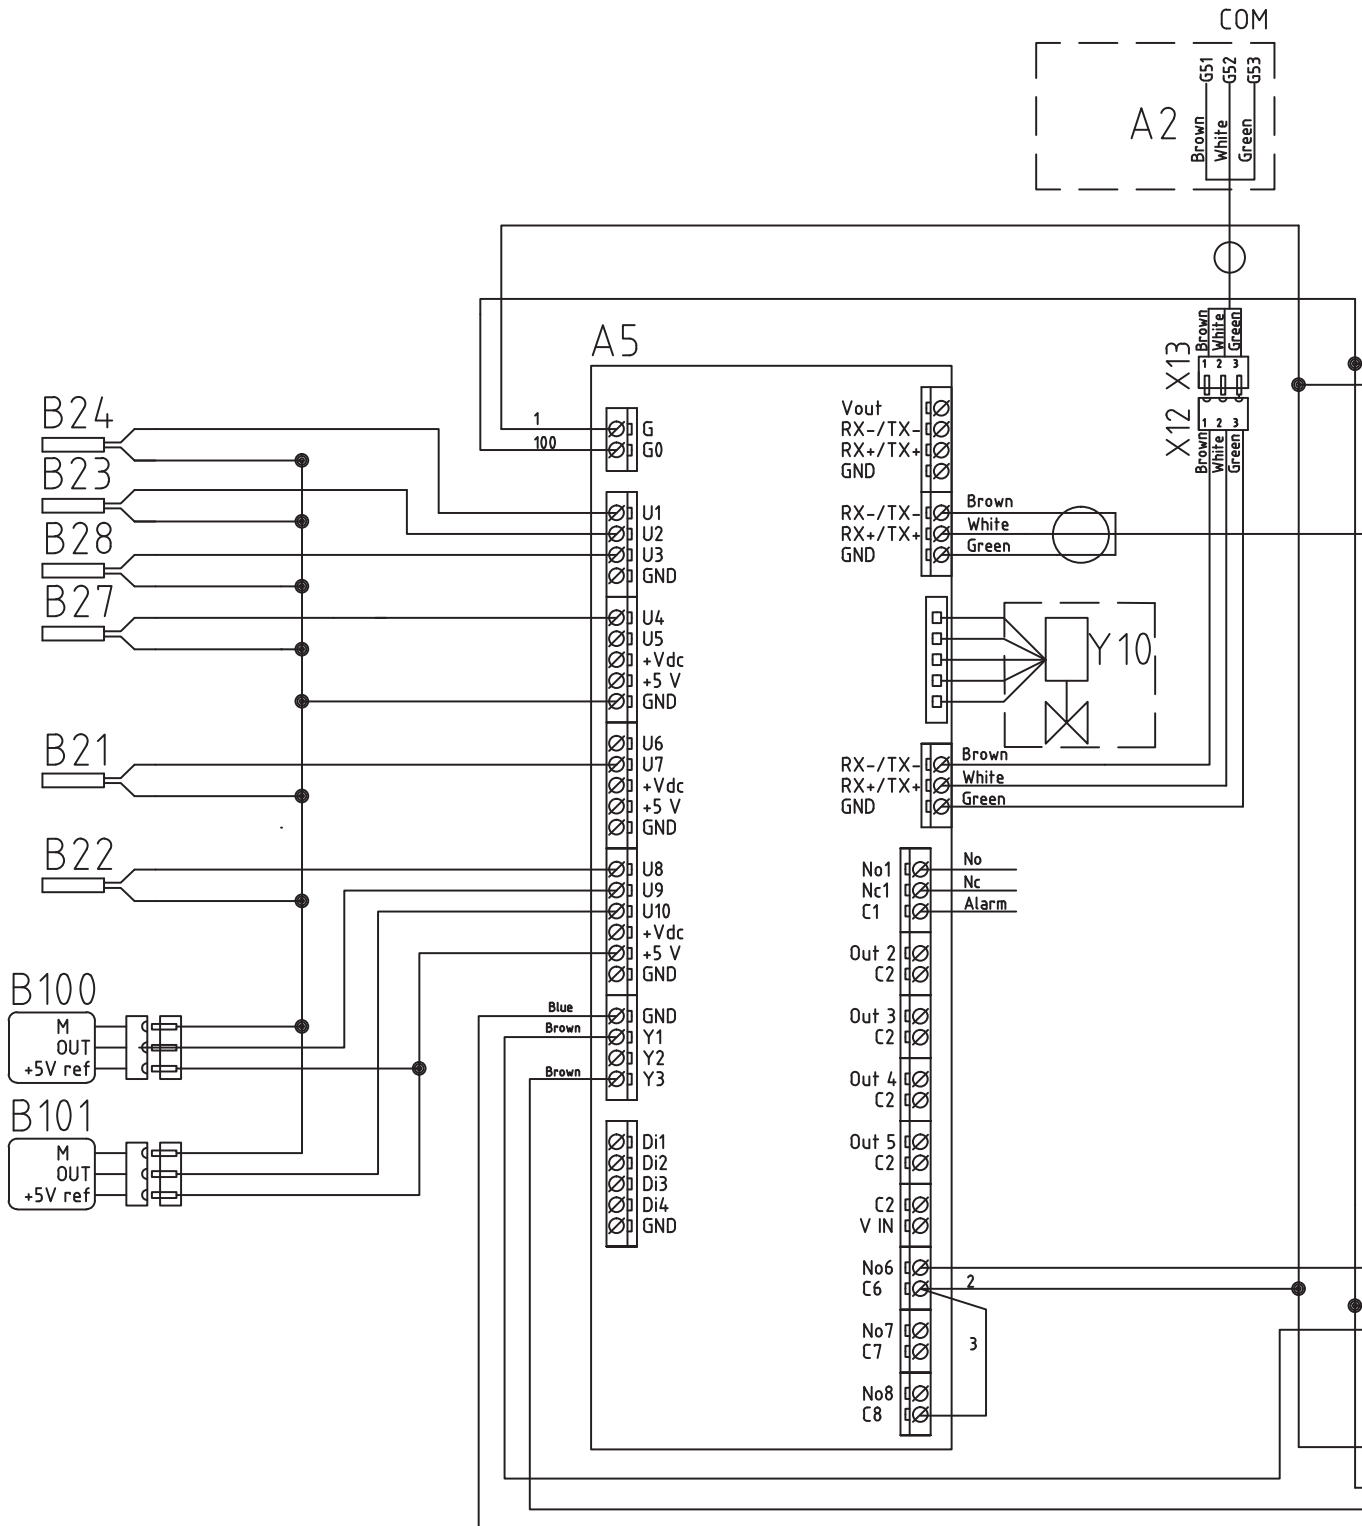 COM
G51 G52 G53
A2
Brown White Green
A5
Brown White Green
X13
1 2 3
X12
1 2 3
Brown White Green
B24
B23
B28
B27
B21
B22
B100
M
OUT
+5V ref
B101
M
OUT
+5V ref
1
100
G
G0
U1
U2
U3
GND
U4
U5
+Vdc
+5 V
GND
U6
U7
+Vdc
+5 V
GND
U8
U9
U10
+Vdc
+5 V
GND
Blue
Brown
Brown
GND
Y1
Y2
Y3
Di1
Di2
Di3
Di4
GND
Vout
RX-/TX-
RX+/TX+
GND
RX-/TX- Brown
RX+/TX+ White
GND Green
Y10
RX-/TX- Brown
RX+/TX+ White
GND Green
No1 No
Nc1 Nc
C1 Alarm
Out 2
C2
Out 3
C2
Out 4
C2
Out 5
C2
C2
V IN
No6
C6 2
No7
C7 3
No8
C8